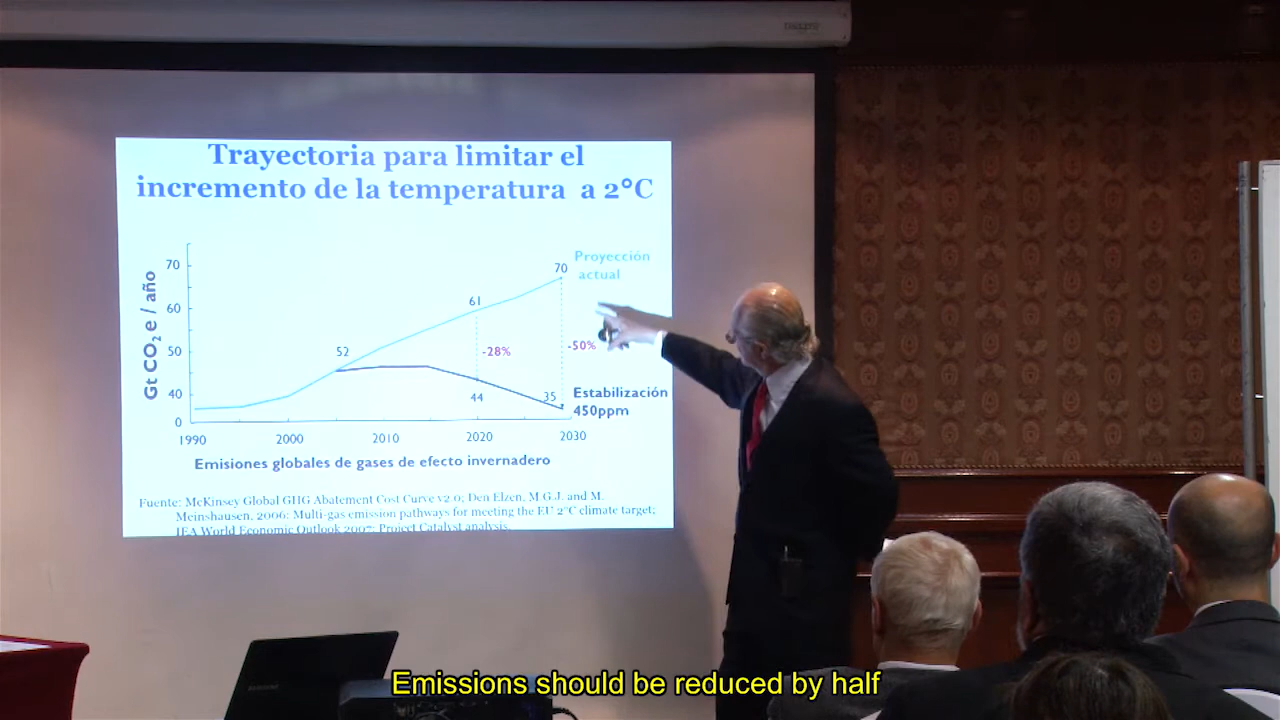 Trayectoria para limitar el
incremento de la temperatura a 2°C
Gt CO2 e / año
70
60
50
40
0
1990
2000
2010
2020
2030
52
61
70
-28%
-50%
44
35
Proyección
actual
Estabilización
450ppm
Emisiones globales de gases de efecto invernadero
Fuente: McKinsey Global GHG Abatement Cost Curve v2 0; Den Elzen, M G.J. and M.
Meinshausen, 2006: Multi-gas emission pathways for meeting the EU 2°C climate target;
IEA World Economic Outlook 2007; Project Catalyst analysis.
Emissions should be reduced by half